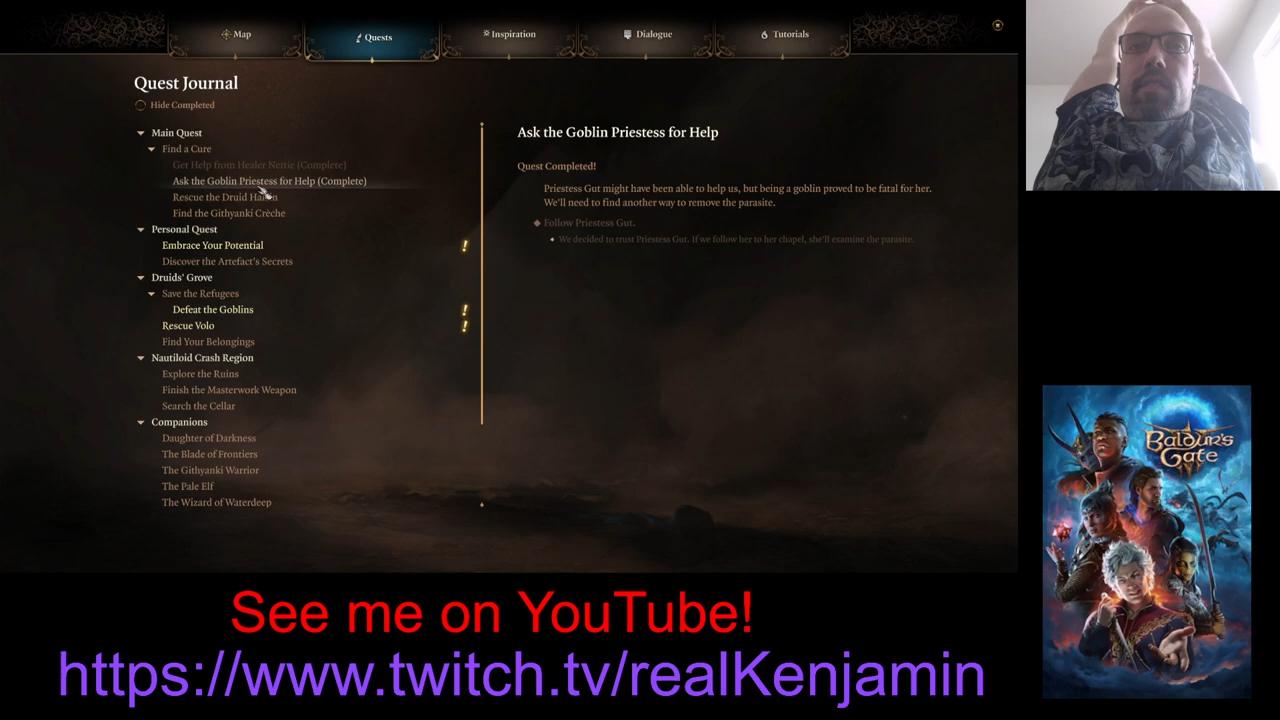 Map
Quests
Inspiration
Dialogue
Tutorials
Quest Journal
Hide Completed
Main Quest
Find a Cure
Get Help from Healer Nettie (Complete)
Ask the Goblin Priestess for Help (Complete)
Rescue the Druid Halsin
Find the Githyanki Crèche
Personal Quest
Embrace Your Potential
!
Discover the Artefact's Secrets
Druids' Grove
Save the Refugees
Defeat the Goblins
!
Rescue Volo
!
Find Your Belongings
Nautiloid Crash Region
Explore the Ruins
Finish the Masterwork Weapon
Search the Cellar
Companions
Daughter of Darkness
The Blade of Frontiers
The Githyanki Warrior
The Pale Elf
The Wizard of Waterdeep
Ask the Goblin Priestess for Help
Quest Completed!
Priestess Gut might have been able to help us, but being a goblin proved to be fatal for her.
We'll need to find another way to remove the parasite.
Follow Priestess Gut.
We decided to trust Priestess Gut. If we follow her to her chapel, she'll examine the parasite.
Baldur's
Gate
See me on YouTube!
https://www.twitch.tv/realKenjamin